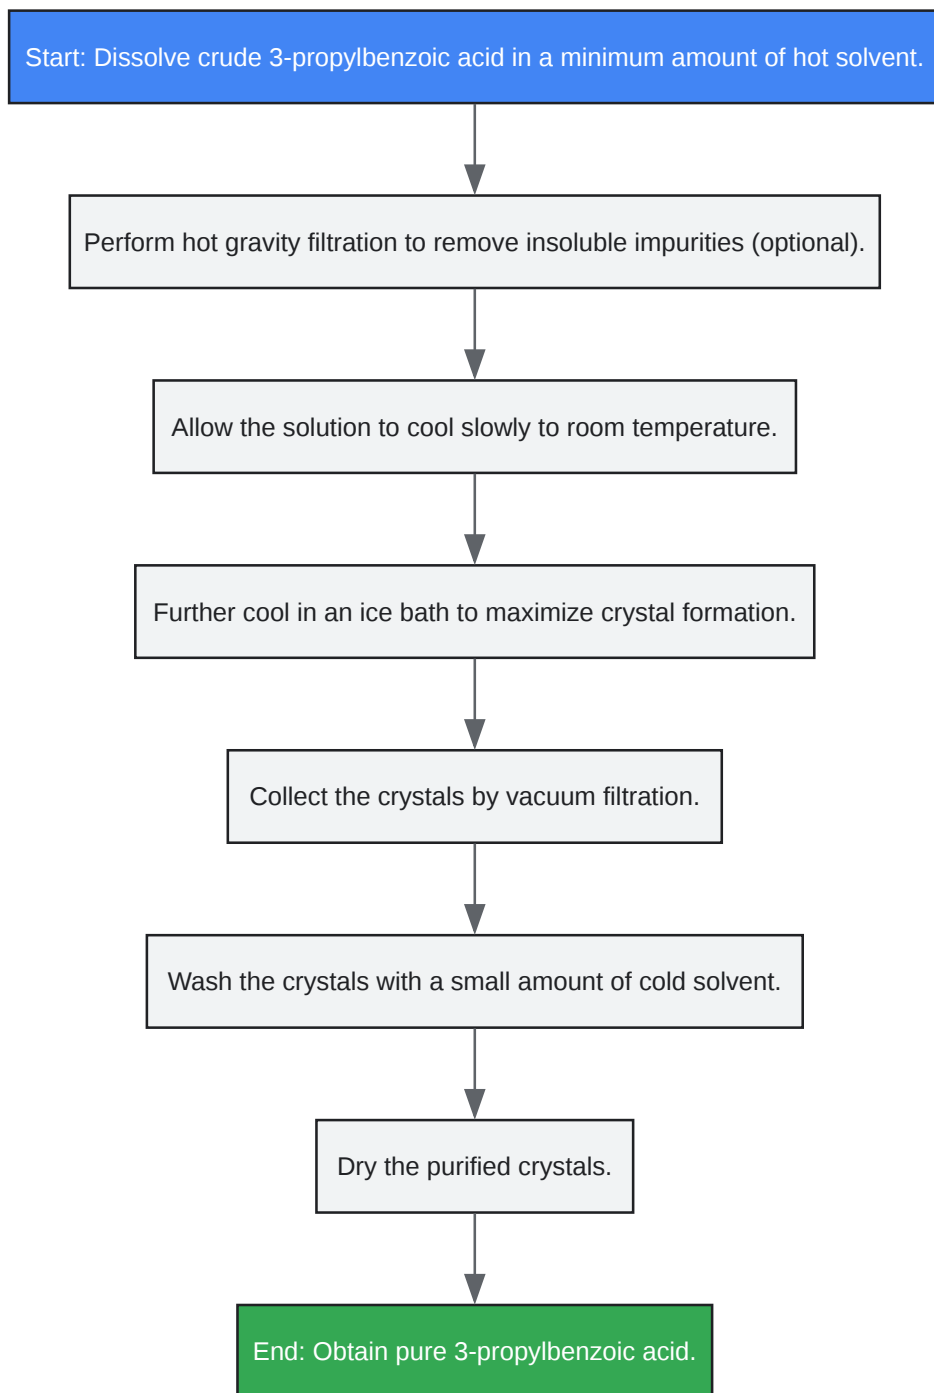 Start: Dissolve crude 3-propylbenzoic acid in a minimum amount of hot solvent.
Perform hot gravity filtration to remove insoluble impurities (optional).
Allow the solution to cool slowly to room temperature.
Further cool in an ice bath to maximize crystal formation.
Collect the crystals by vacuum filtration.
Wash the crystals with a small amount of cold solvent.
Dry the purified crystals.
End: Obtain pure 3-propylbenzoic acid.